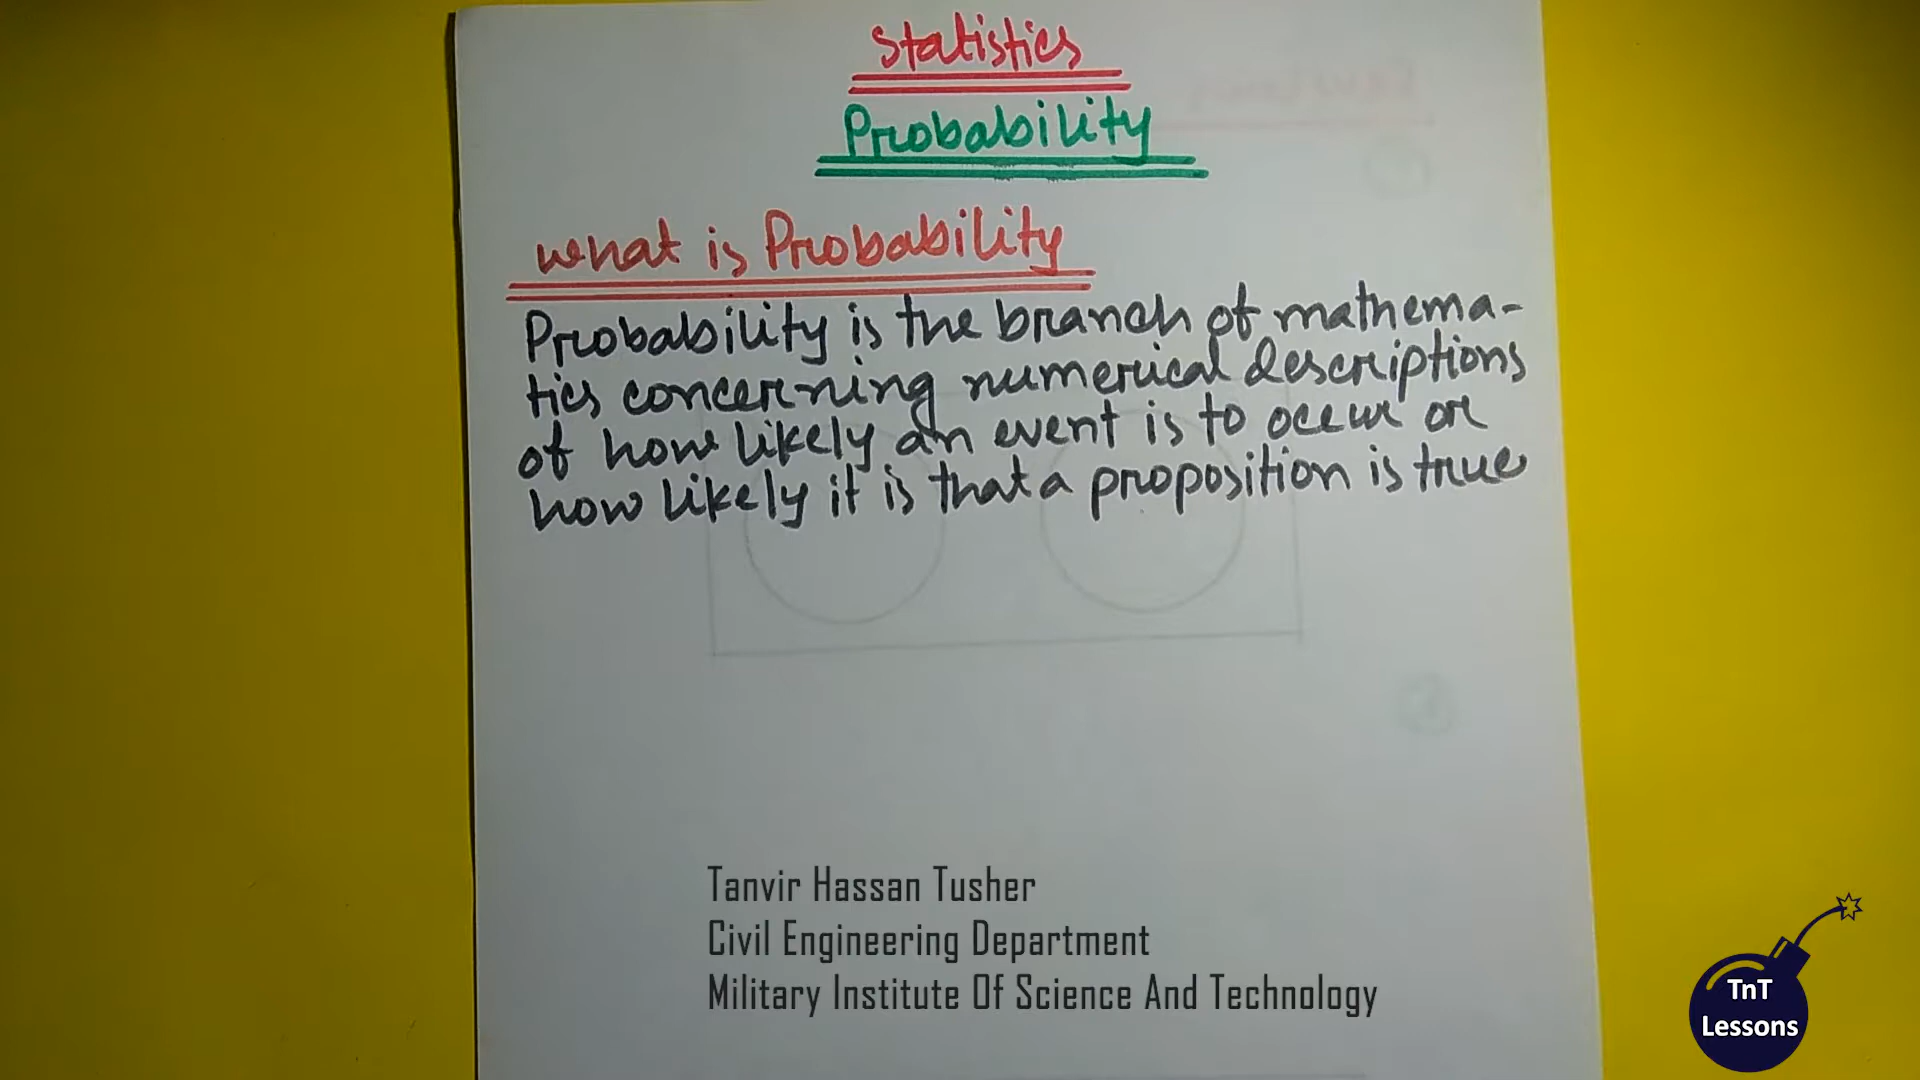 Statistics
Probability
What is Probability
Probability is the branch of mathema-
tics concerning numerical descriptions
of how likely an event is to occur or
how likely it is that a proposition is true
Tanvir Hassan Tusher
Civil Engineering Department
Military Institute Of Science And Technology
TnT
Lessons